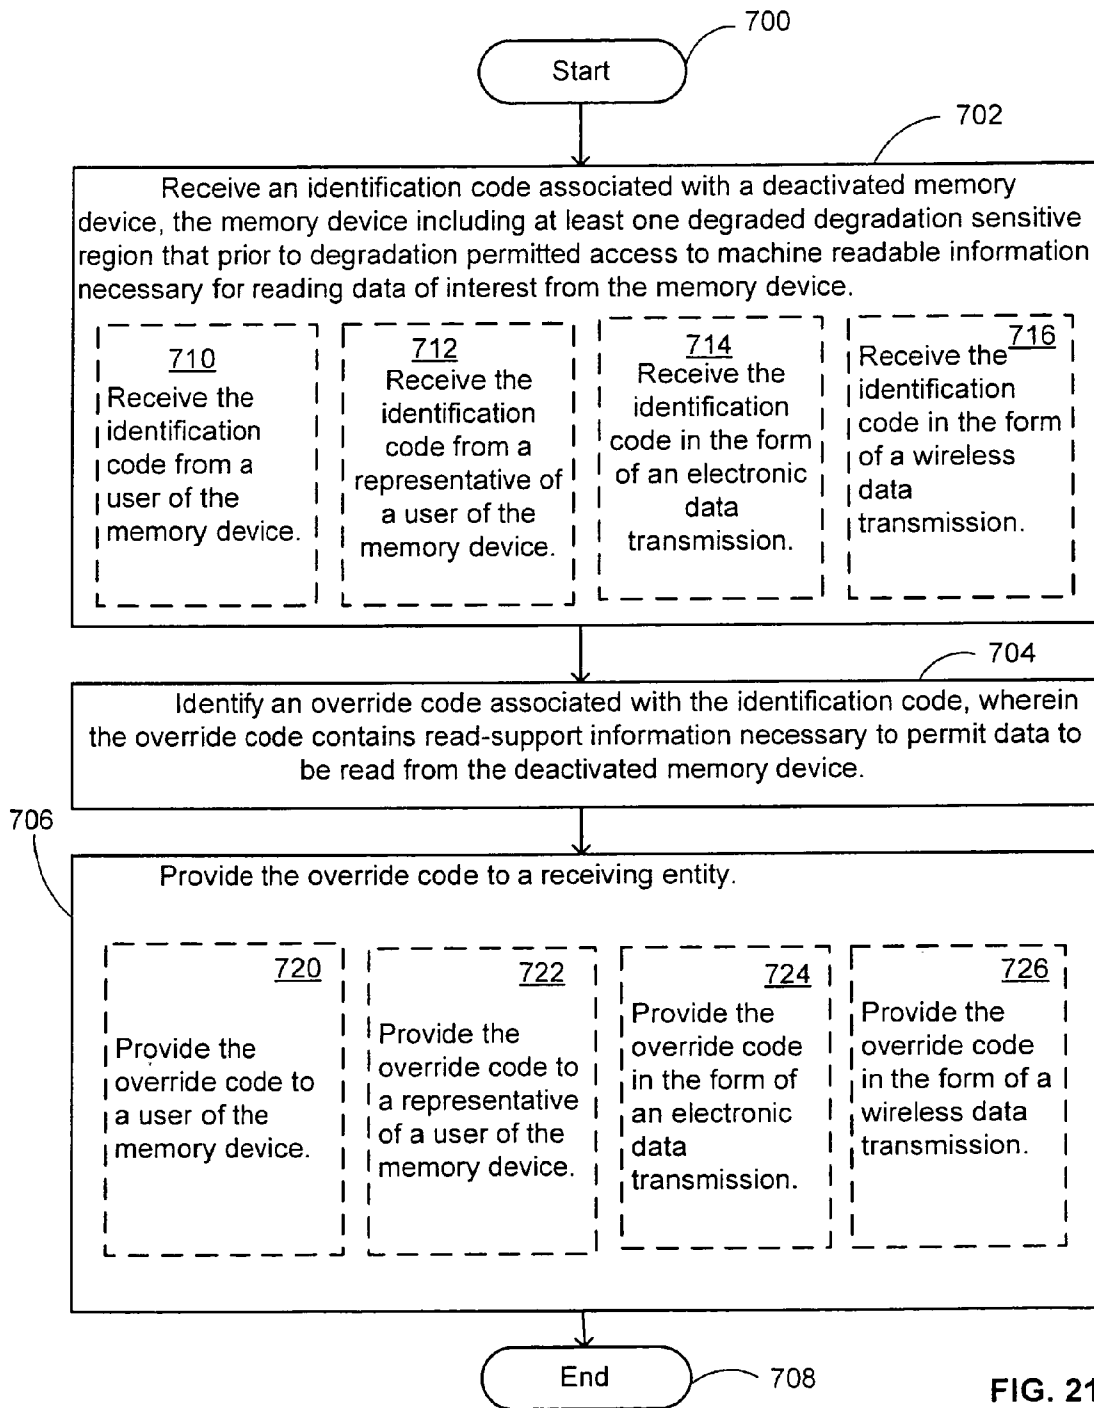 700
Start
702
Receive an identification code associated with a deactivated memory
device, the memory device including at least one degraded degradation sensitive
region that prior to degradation permitted access to machine readable information
necessary for reading data of interest from the memory device.
710
Receive the
identification
code from a
user of the
memory device.
712
Receive the
identification
code from a
representative of
a user of the
memory device.
714
Receive the
identification
code in the form
of an electronic
data
transmission.
716
Receive the
identification
code in the form
of a wireless
data
transmission.
704
Identify an override code associated with the identification code, wherein
the override code contains read-support information necessary to permit data to
be read from the deactivated memory device.
706
Provide the override code to a receiving entity.
720
Provide the
override code to
a user of the
memory device.
722
Provide the
override code to
a representative
of a user of the
memory device.
724
Provide the
override code
in the form of
an electronic
data
transmission.
726
Provide the
override code
in the form of a
wireless data
transmission.
End
708
FIG. 21